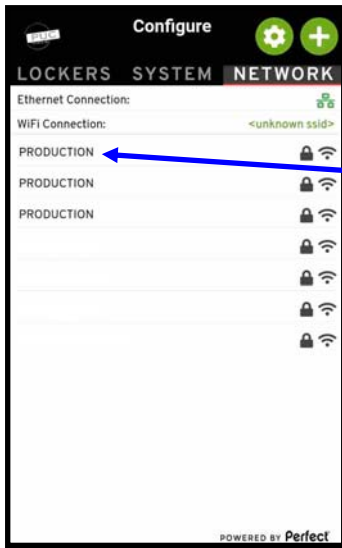 PUC
Configure
LOCKERS SYSTEM NETWORK
Ethernet Connection:
WiFi Connection: <unknown ssid>
PRODUCTION
PRODUCTION
PRODUCTION
POWERED BY Perfect